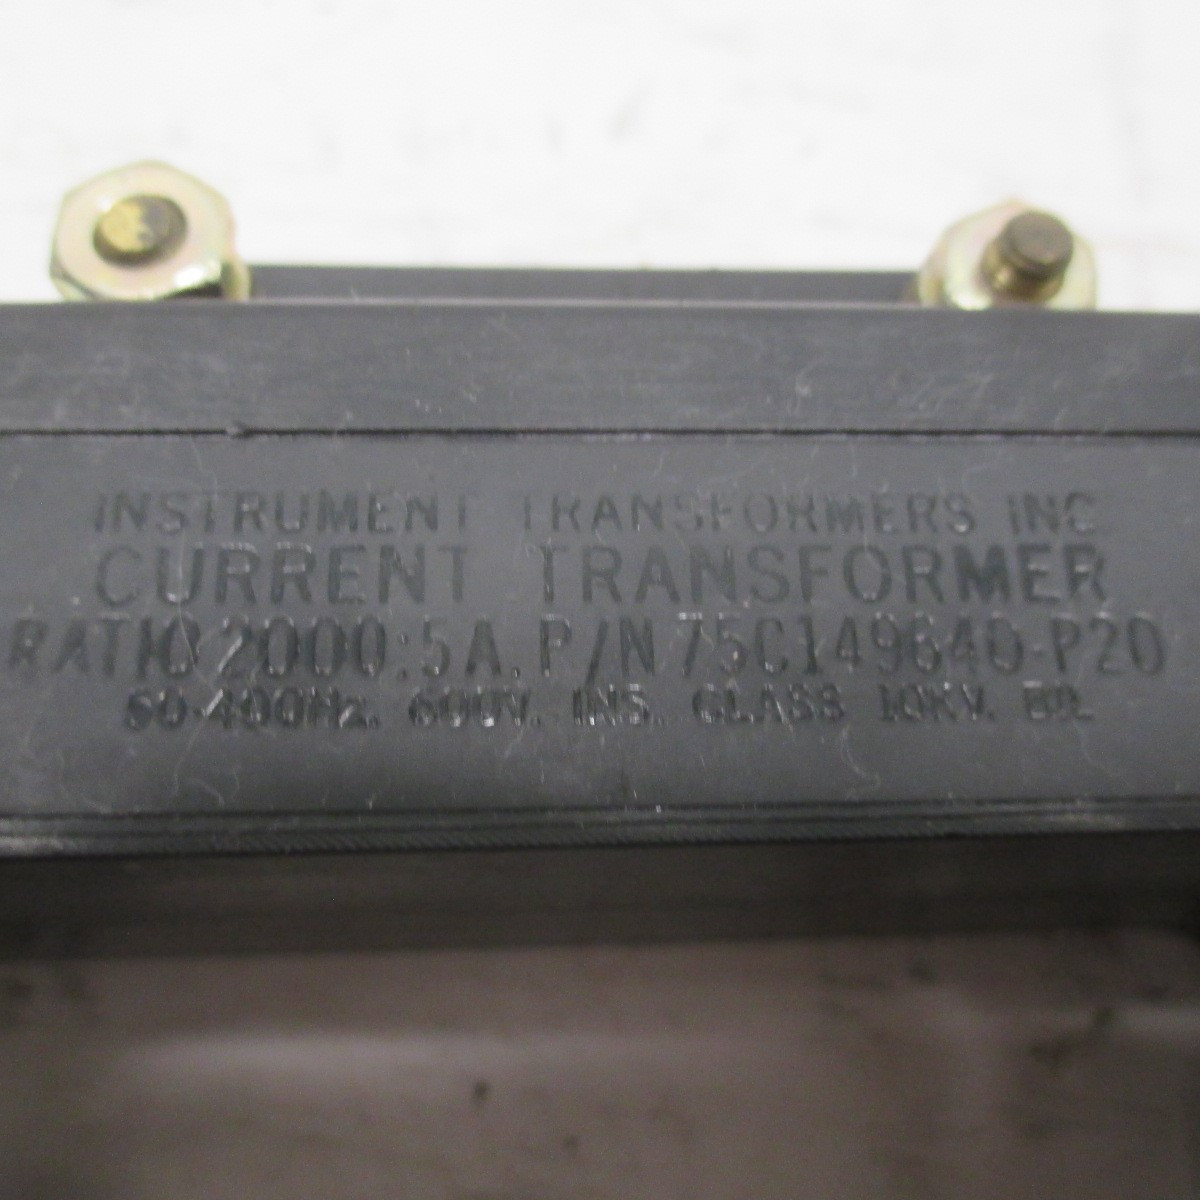 INSTRUMENT TRANSFORMERS INC
CURRENT TRANSFORMER
RATIO 2000:5A. P/N 75C149640-P20
50-400Hz. 600V. INS. CLASS 10KV. BIL